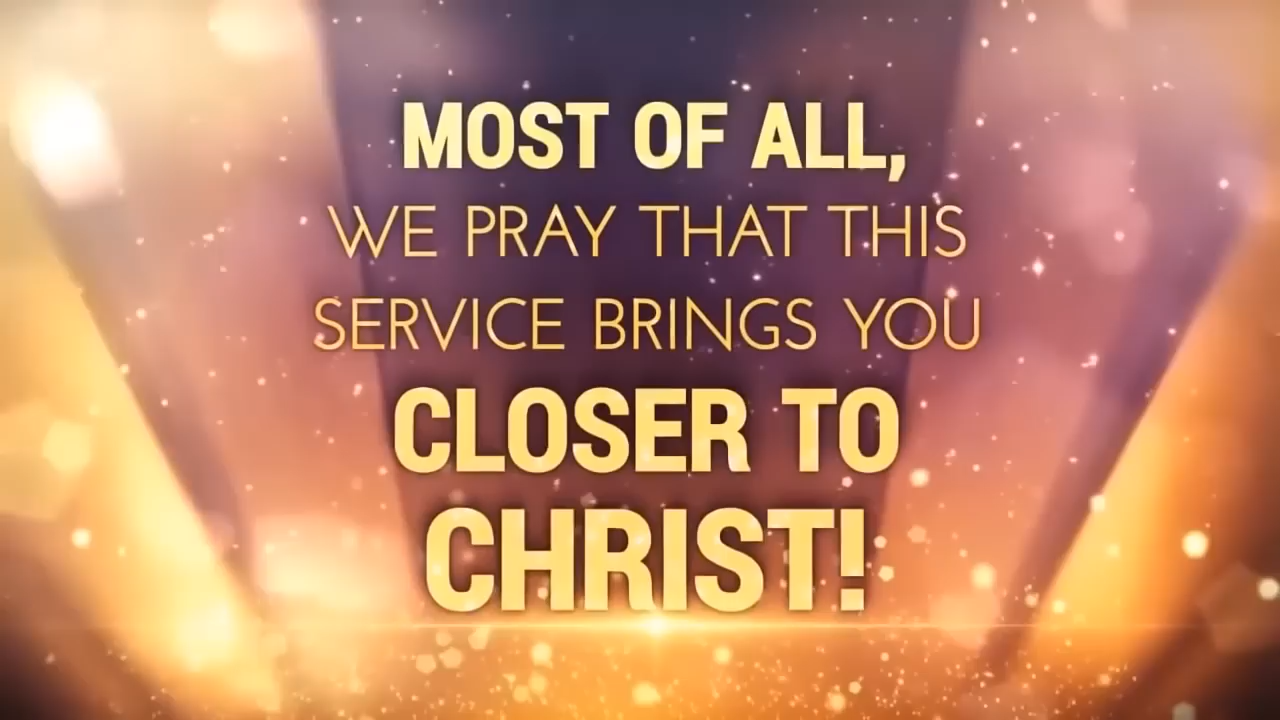 MOST OF ALL,
WE PRAY THAT THIS
SERVICE BRINGS YOU
CLOSER TO
CHRIST!